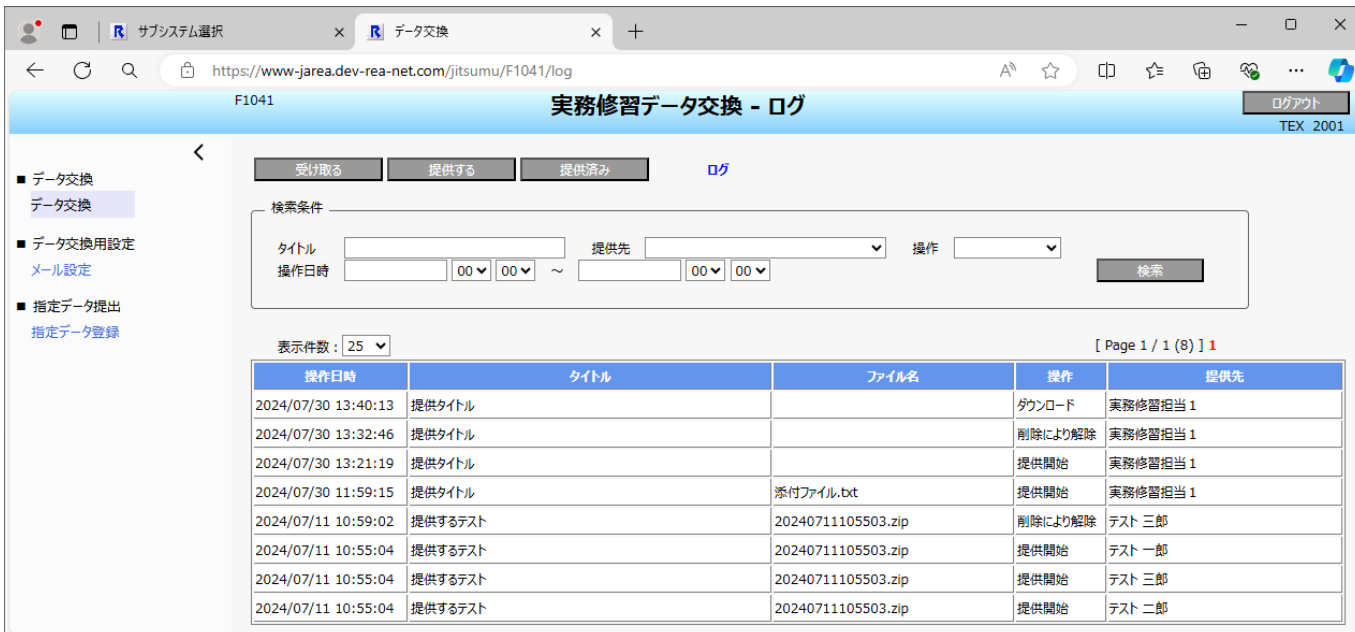 サブシステム選択
データ交換
https://www-jarea.dev-rea-net.com/jitsumu/F1041/log
F1041
実務修習データ交換 - ログ
ログアウト
TEX 2001
■ データ交換
データ交換
■ データ交換用設定
メール設定
■ 指定データ提出
指定データ登録
受け取る 提供する 提供済み ログ
検索条件
タイトル 提供先 操作
操作日時 00 00 ～ 00 00 検索
表示件数 : 25 [ Page 1 / 1 (8) ] 1
操作日時 タイトル ファイル名 操作 提供先
2024/07/30 13:40:13 提供タイトル ダウンロード 実務修習担当１
2024/07/30 13:32:46 提供タイトル 削除により解除 実務修習担当１
2024/07/30 13:21:19 提供タイトル 提供開始 実務修習担当１
2024/07/30 11:59:15 提供タイトル 添付ファイル.txt 提供開始 実務修習担当１
2024/07/11 10:59:02 提供するテスト 20240711105503.zip 削除により解除 テスト 三郎
2024/07/11 10:55:04 提供するテスト 20240711105503.zip 提供開始 テスト 一郎
2024/07/11 10:55:04 提供するテスト 20240711105503.zip 提供開始 テスト 三郎
2024/07/11 10:55:04 提供するテスト 20240711105503.zip 提供開始 テスト 二郎